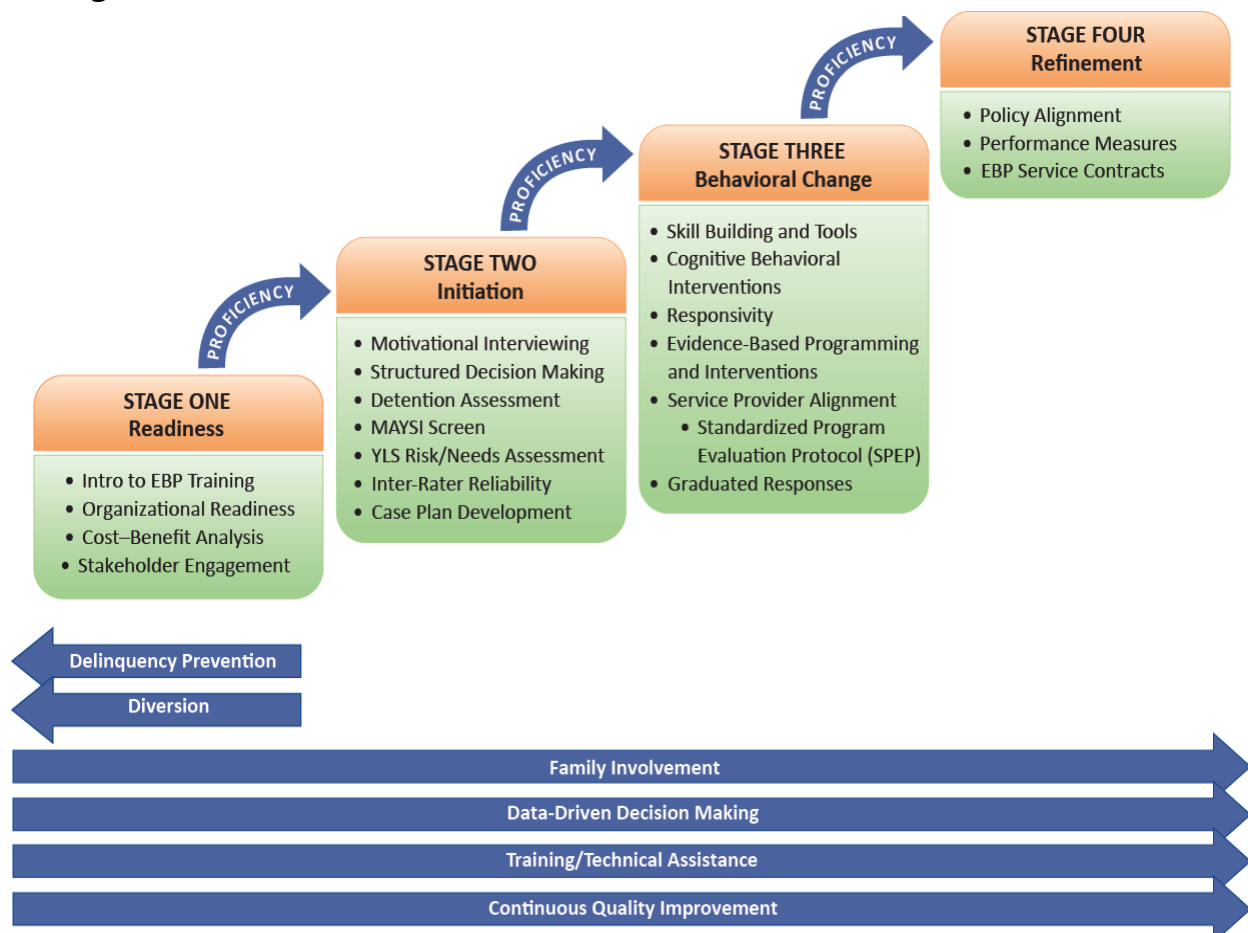 STAGE ONE
Readiness
• Intro to EBP Training
• Organizational Readiness
• Cost–Benefit Analysis
• Stakeholder Engagement
PROFICIENCY
STAGE TWO
Initiation
• Motivational Interviewing
• Structured Decision Making
• Detention Assessment
• MAYSI Screen
• YLS Risk/Needs Assessment
• Inter-Rater Reliability
• Case Plan Development
PROFICIENCY
STAGE THREE
Behavioral Change
• Skill Building and Tools
• Cognitive Behavioral
Interventions
• Responsivity
• Evidence-Based Programming
and Interventions
• Service Provider Alignment
• Standardized Program
Evaluation Protocol (SPEP)
• Graduated Responses
PROFICIENCY
STAGE FOUR
Refinement
• Policy Alignment
• Performance Measures
• EBP Service Contracts
Delinquency Prevention
Diversion
Family Involvement
Data-Driven Decision Making
Training/Technical Assistance
Continuous Quality Improvement